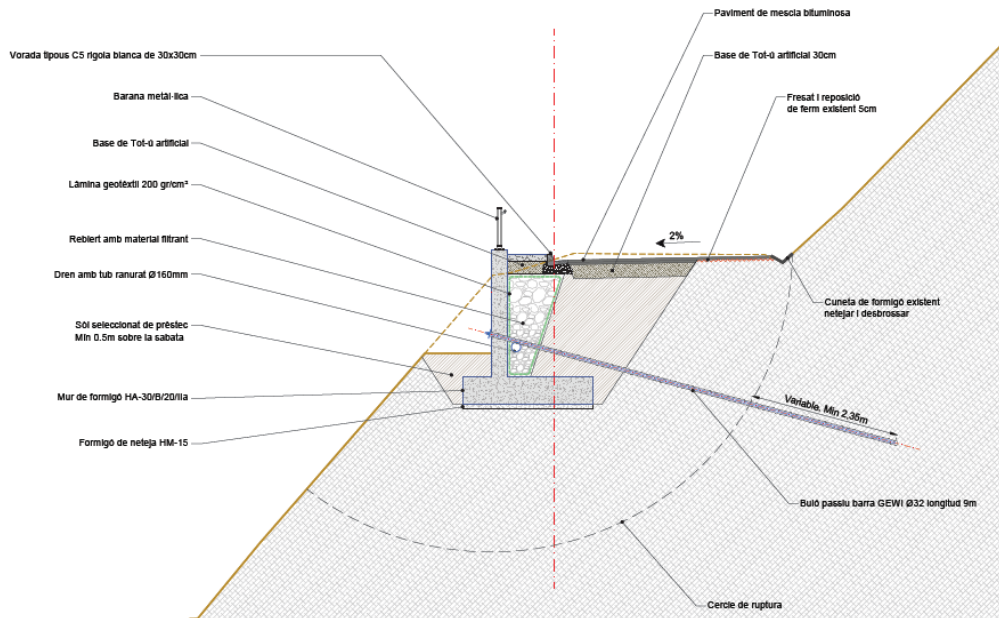 Paviment de mescla bituminosa
Vorada tipous C5 rigola blanca de 30x30cm
Base de Tot-ú artificial 30cm
Barana metàl·lica
Fresat i reposició
de ferm existent 5cm
Base de Tot-ú artificial
Làmina geotèxtil 200 gr/cm²
Reblert amb material filtrant
2%
Dren amb tub ranurat Ø160mm
Cuneta de formigó existent
netejar i desbrossar
Sòl seleccionat de préstec
Mín 0.5m sobre la sabata
Mur de formigó HA-30/B/20/IIa
Variable. Mín 2,35m
Formigó de neteja HM-15
Buló passiu barra GEWI Ø32 longitud 9m
Cercle de ruptura